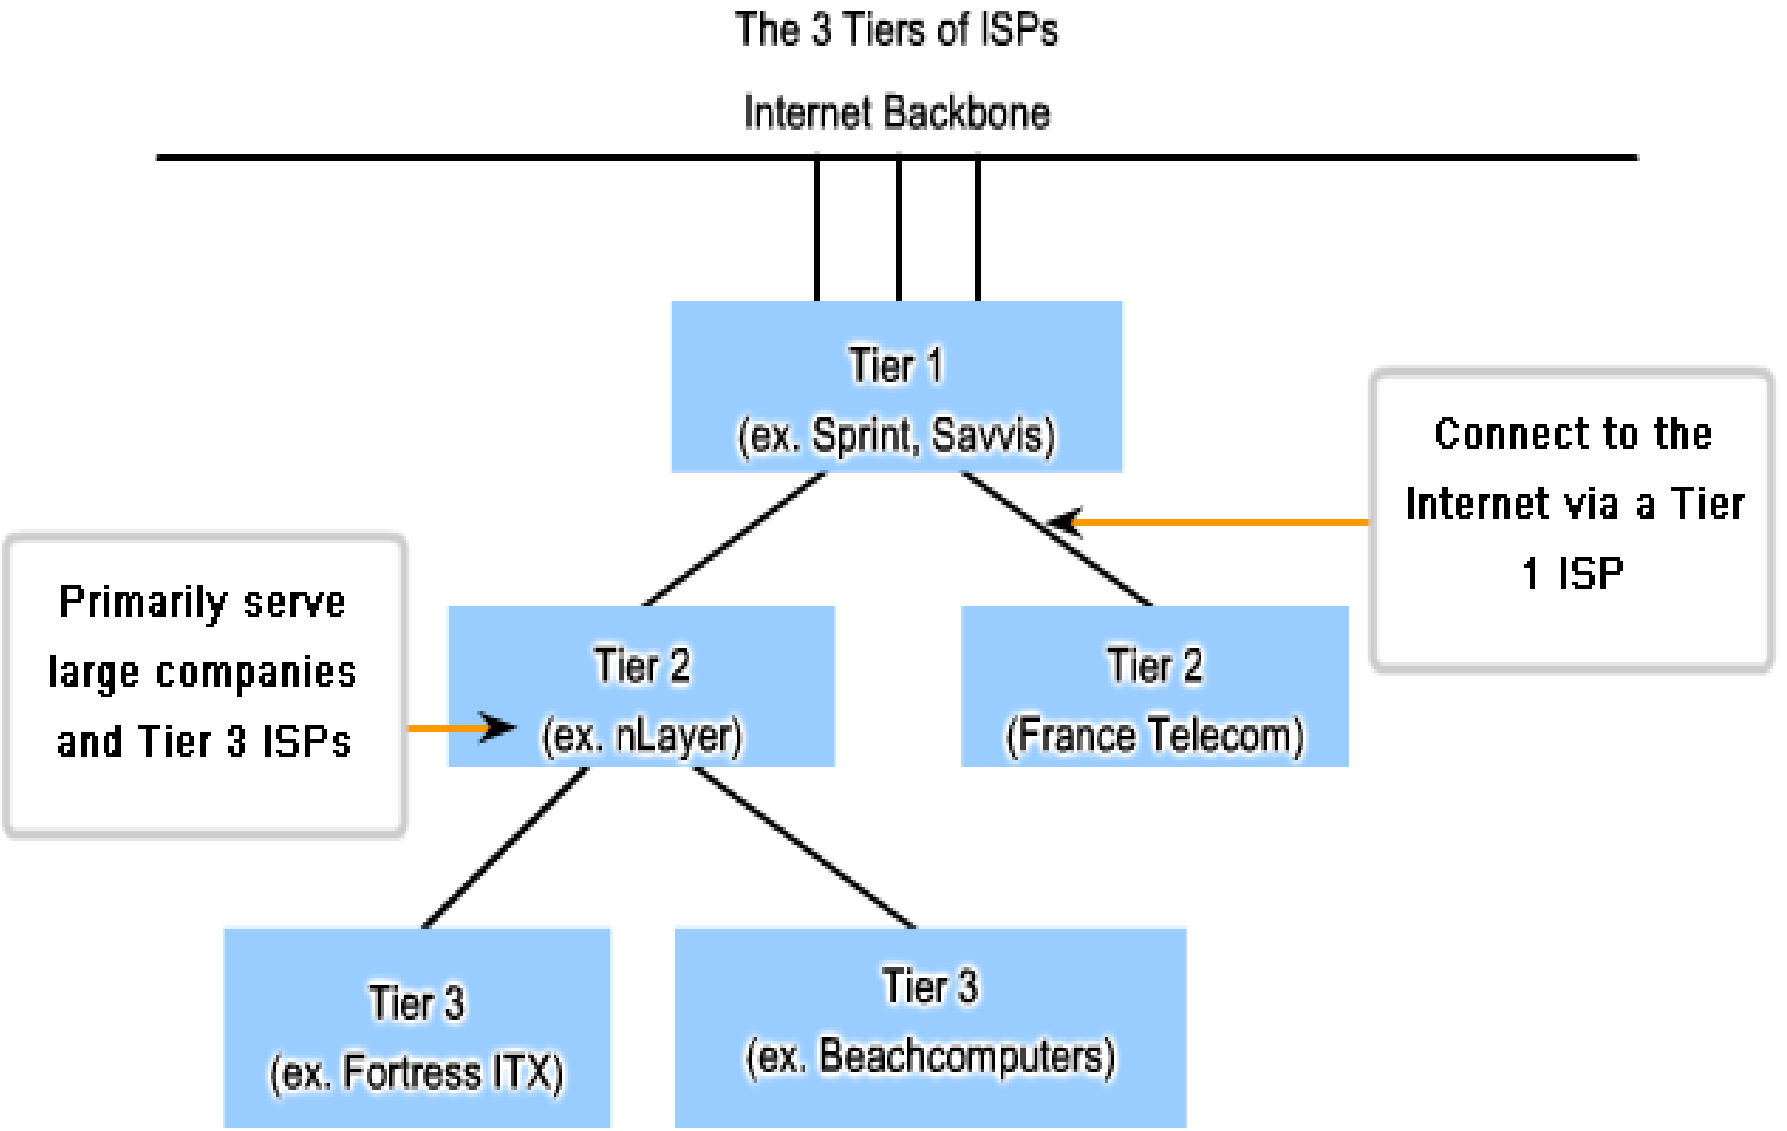 The 3 Tiers of ISPs
Internet Backbone
Tier 1
(ex. Sprint, Savvis)
Connect to the
Internet via a Tier
1 ISP
Primarily serve
large companies
and Tier 3 ISPs
Tier 2
(ex. nLayer)
Tier 2
(France Telecom)
Tier 3
(ex. Fortress ITX)
Tier 3
(ex. Beachcomputers)